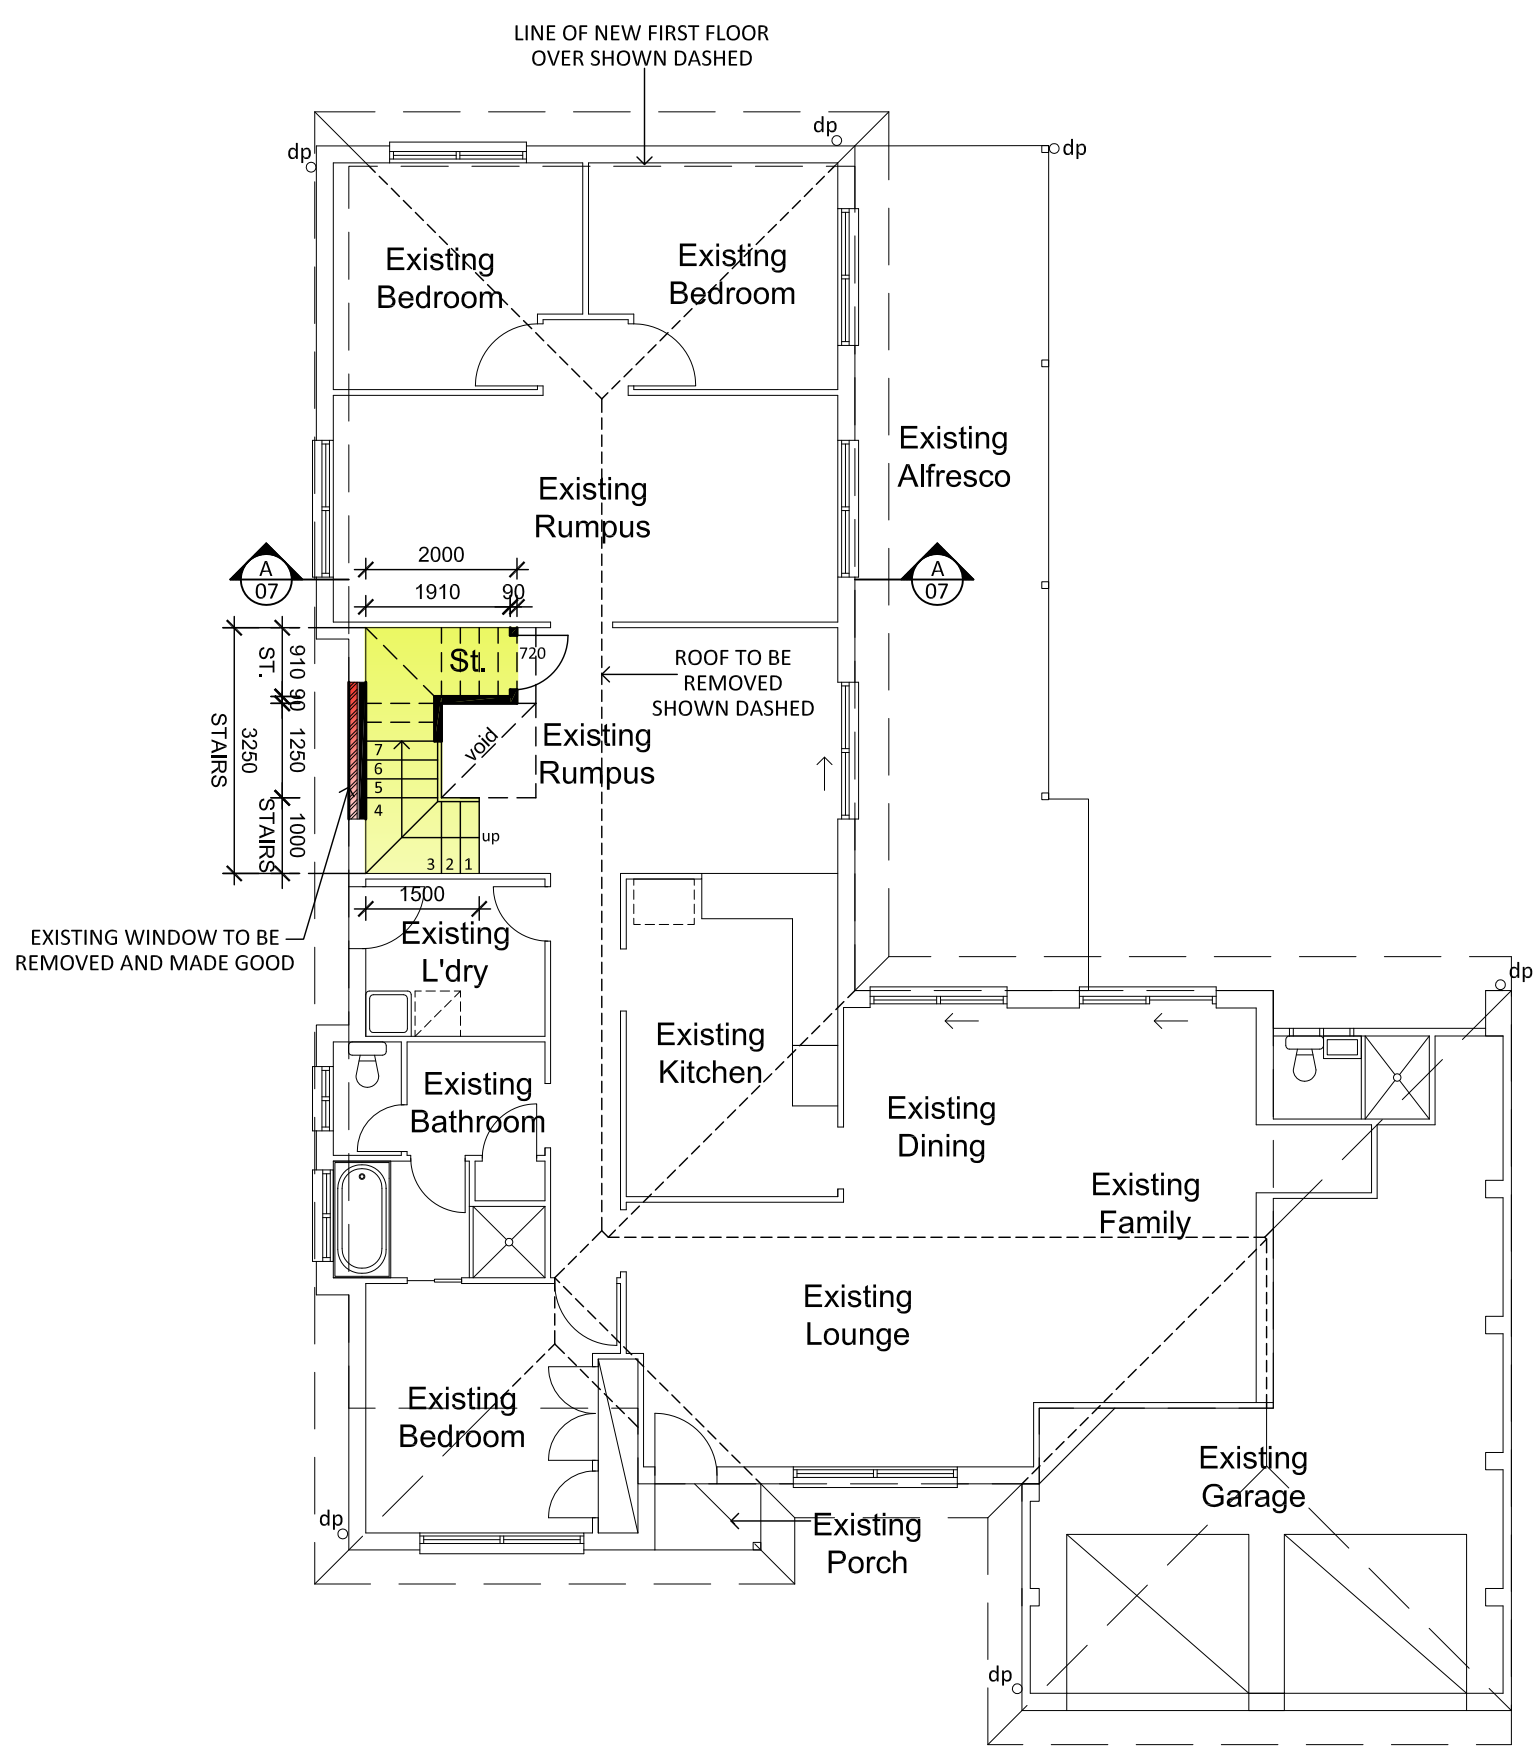 LINE OF NEW FIRST FLOOR
OVER SHOWN DASHED
dp
dp
dp
Existing
Bedroom
Existing
Bedroom
Existing
Alfresco
Existing
Rumpus
A
07
A
07
2000
1910
90
St.
720
ROOF TO BE
REMOVED
SHOWN DASHED
910
ST.
90
1250
3250
STAIRS
1000
STAIRS
void
Existing
Rumpus
7
6
5
4
3
2
1
up
1500
EXISTING WINDOW TO BE
REMOVED AND MADE GOOD
Existing
L'dry
dp
Existing
Kitchen
Existing
Bathroom
Existing
Dining
Existing
Family
Existing
Lounge
Existing
Bedroom
Existing
Garage
dp
Existing
Porch
dp